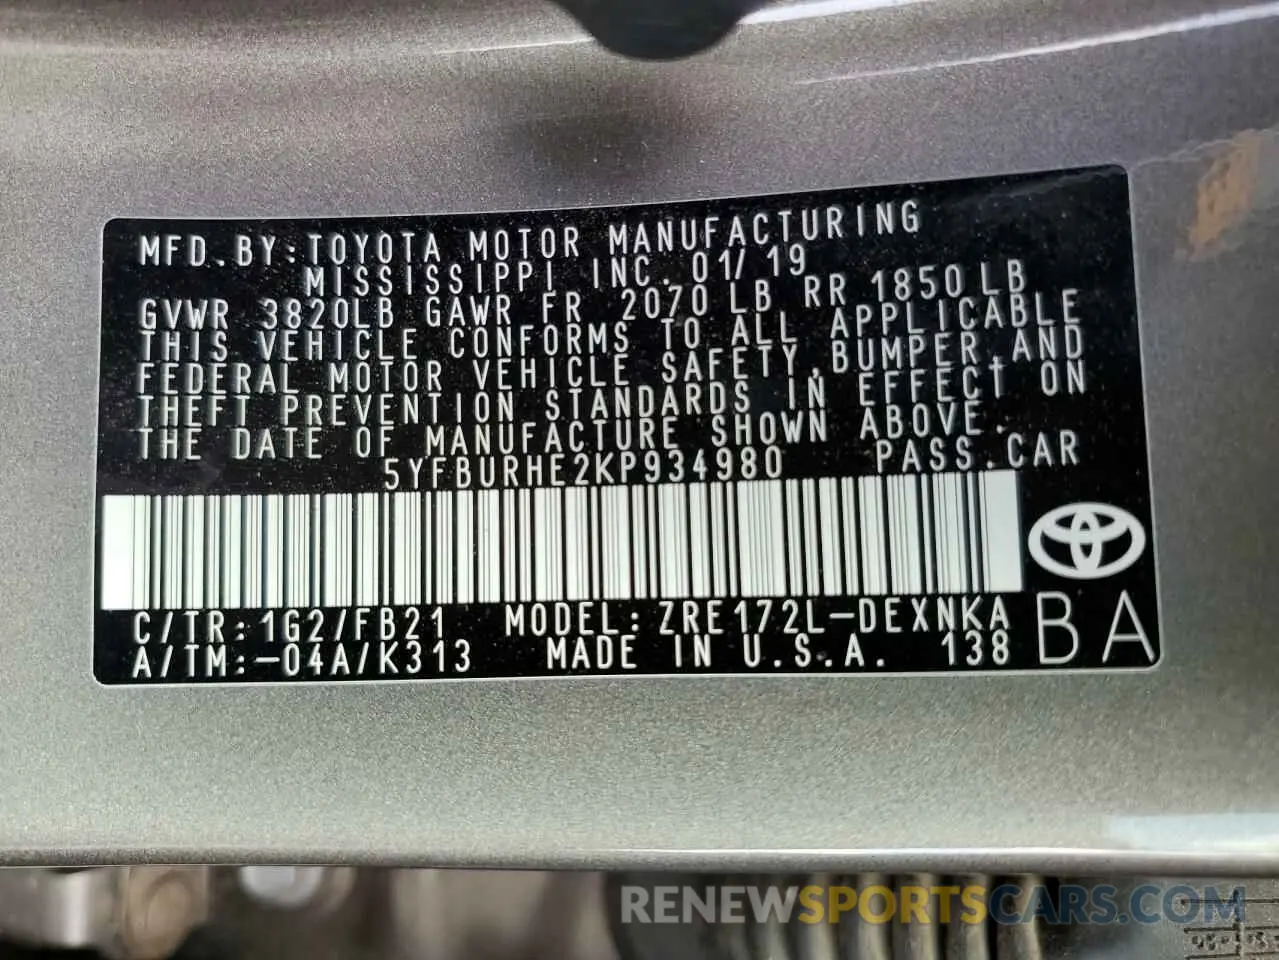 MFD.BY:TOYOTA MOTOR MANUFACTURING
MISSISSIPPI INC. 01/19
GVWR 3820LB GAWR FR 2070LB RR 1850LB
THIS VEHICLE CONFORMS TO ALL APPLICABLE
FEDERAL MOTOR VEHICLE SAFETY,BUMPER,AND
THEFT PREVENTION STANDARDS IN EFFECT ON
THE DATE OF MANUFACTURE SHOWN ABOVE.
5YFBURHE2KP934980 PASS.CAR
C/TR:1G2/FB21 MODEL:ZRE172L-DEXNKA
A/TM:-04A/K313 MADE IN U.S.A. 138
BA
RENEWSPORTSCARS.COM